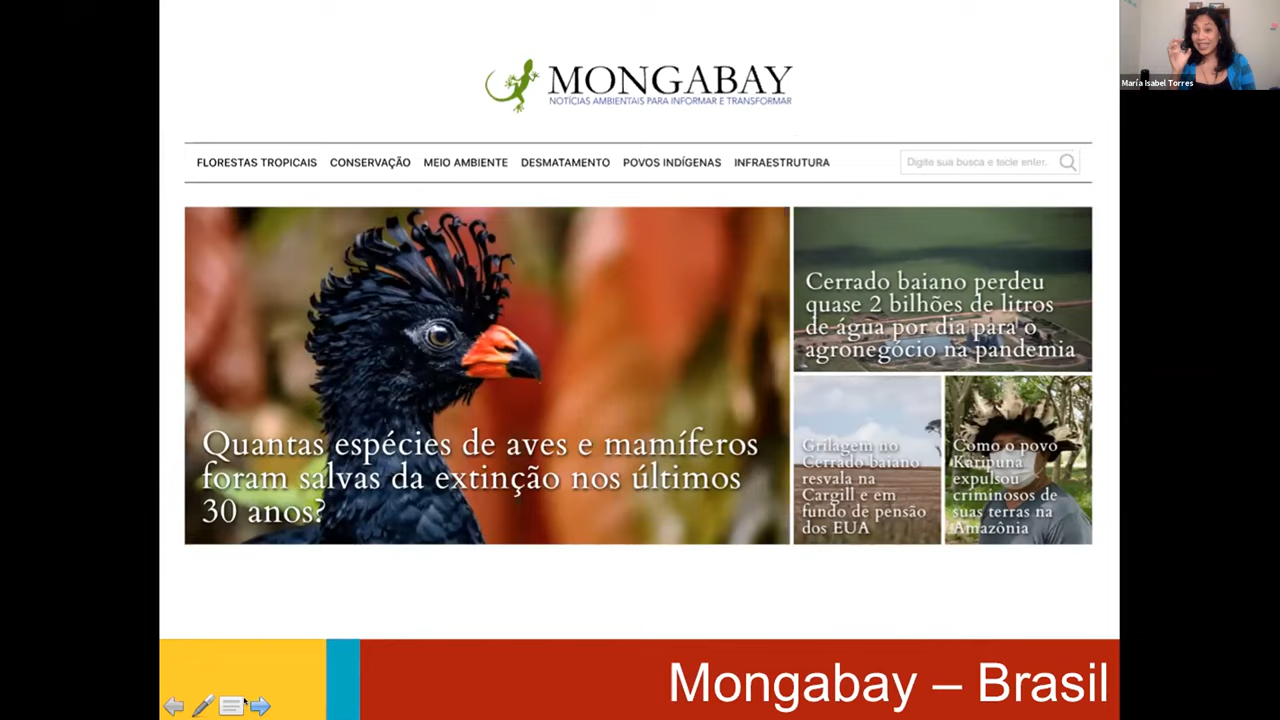 María Isabel Torres
MONGABAY
NOTÍCIAS AMBIENTAIS PARA INFORMAR E TRANSFORMAR
FLORESTAS TROPICAIS CONSERVAÇÃO MEIO AMBIENTE DESMATAMENTO POVOS INDÍGENAS INFRAESTRUTURA
Digite sua busca e tecle enter.
Quantas espécies de aves e mamíferos
foram salvas da extinção nos últimos
30 anos?
Cerrado baiano perdeu
quase 2 bilhões de litros
de água por dia para o
agronegócio na pandemia
Grilagem no
Cerrado baiano
resvala na
Cargill e em
fundo de pensão
dos EUA
Como o povo
Karipuna
expulsou
criminosos de
suas terras na
Amazônia
Mongabay – Brasil